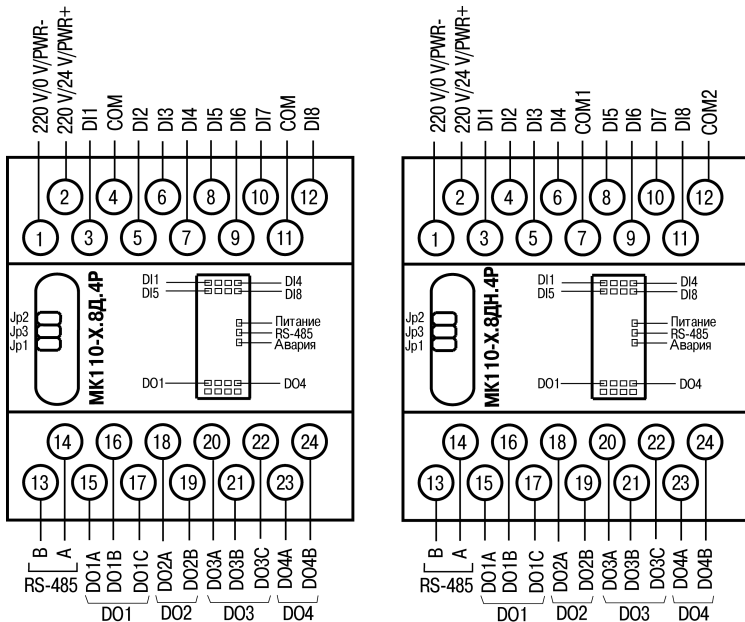 220 V/0 V/PWR-
220 V/24 V/PWR+
DI1
COM
DI2
DI3
DI4
DI5
DI6
DI7
COM
DI8
2
4
6
8
10
12
1
3
5
7
9
11
Jp2
Jp3
Jp1
МК110-Х.8Д.4Р
DI1
DI4
DI5
DI8
Питание
RS-485
Авария
DO1
DO4
14
16
18
20
22
24
13
15
17
19
21
23
B
A
DO1A
DO1B
DO1C
DO2A
DO2B
DO3A
DO3B
DO3C
DO4A
DO4B
RS-485
DO1
DO2
DO3
DO4
220 V/0 V/PWR-
220 V/24 V/PWR+
DI1
DI2
DI3
DI4
COM1
DI5
DI6
DI7
DI8
COM2
2
4
6
8
10
12
1
3
5
7
9
11
Jp2
Jp3
Jp1
МК110-Х.8ДН.4Р
DI1
DI4
DI5
DI8
Питание
RS-485
Авария
DO1
DO4
14
16
18
20
22
24
13
15
17
19
21
23
B
A
DO1A
DO1B
DO1C
DO2A
DO2B
DO3A
DO3B
DO3C
DO4A
DO4B
RS-485
DO1
DO2
DO3
DO4